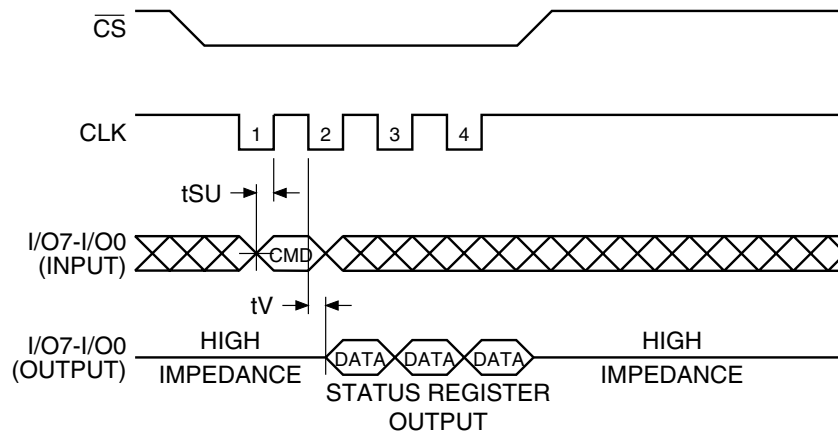 CS
CLK
1 2 3 4
tSU
I/O7-I/O0
(INPUT)
CMD
tV
I/O7-I/O0
(OUTPUT)
HIGH
IMPEDANCE
DATA DATA DATA
STATUS REGISTER
OUTPUT
HIGH
IMPEDANCE